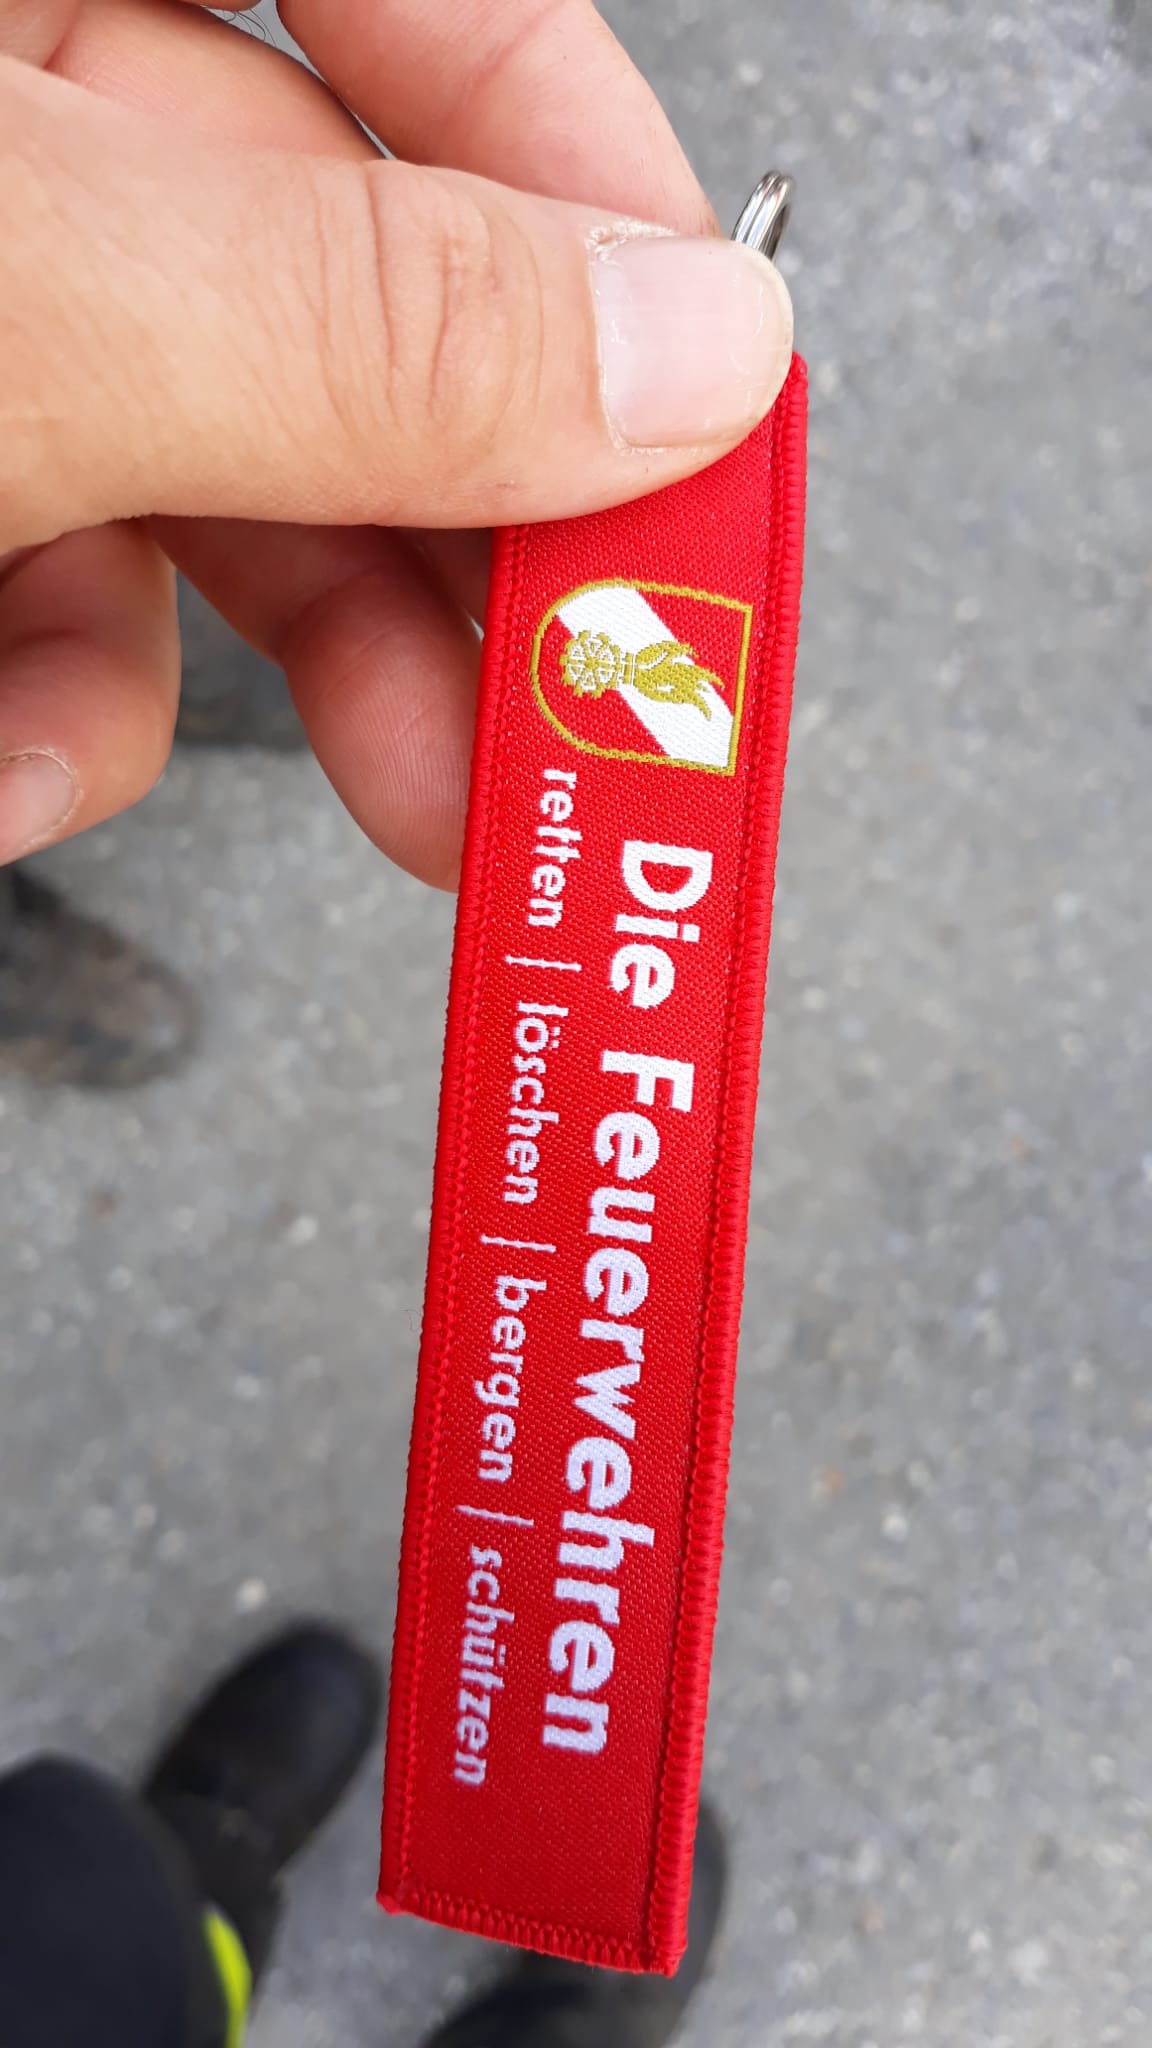 Die Feuerwehren
retten | löschen | bergen | schützen